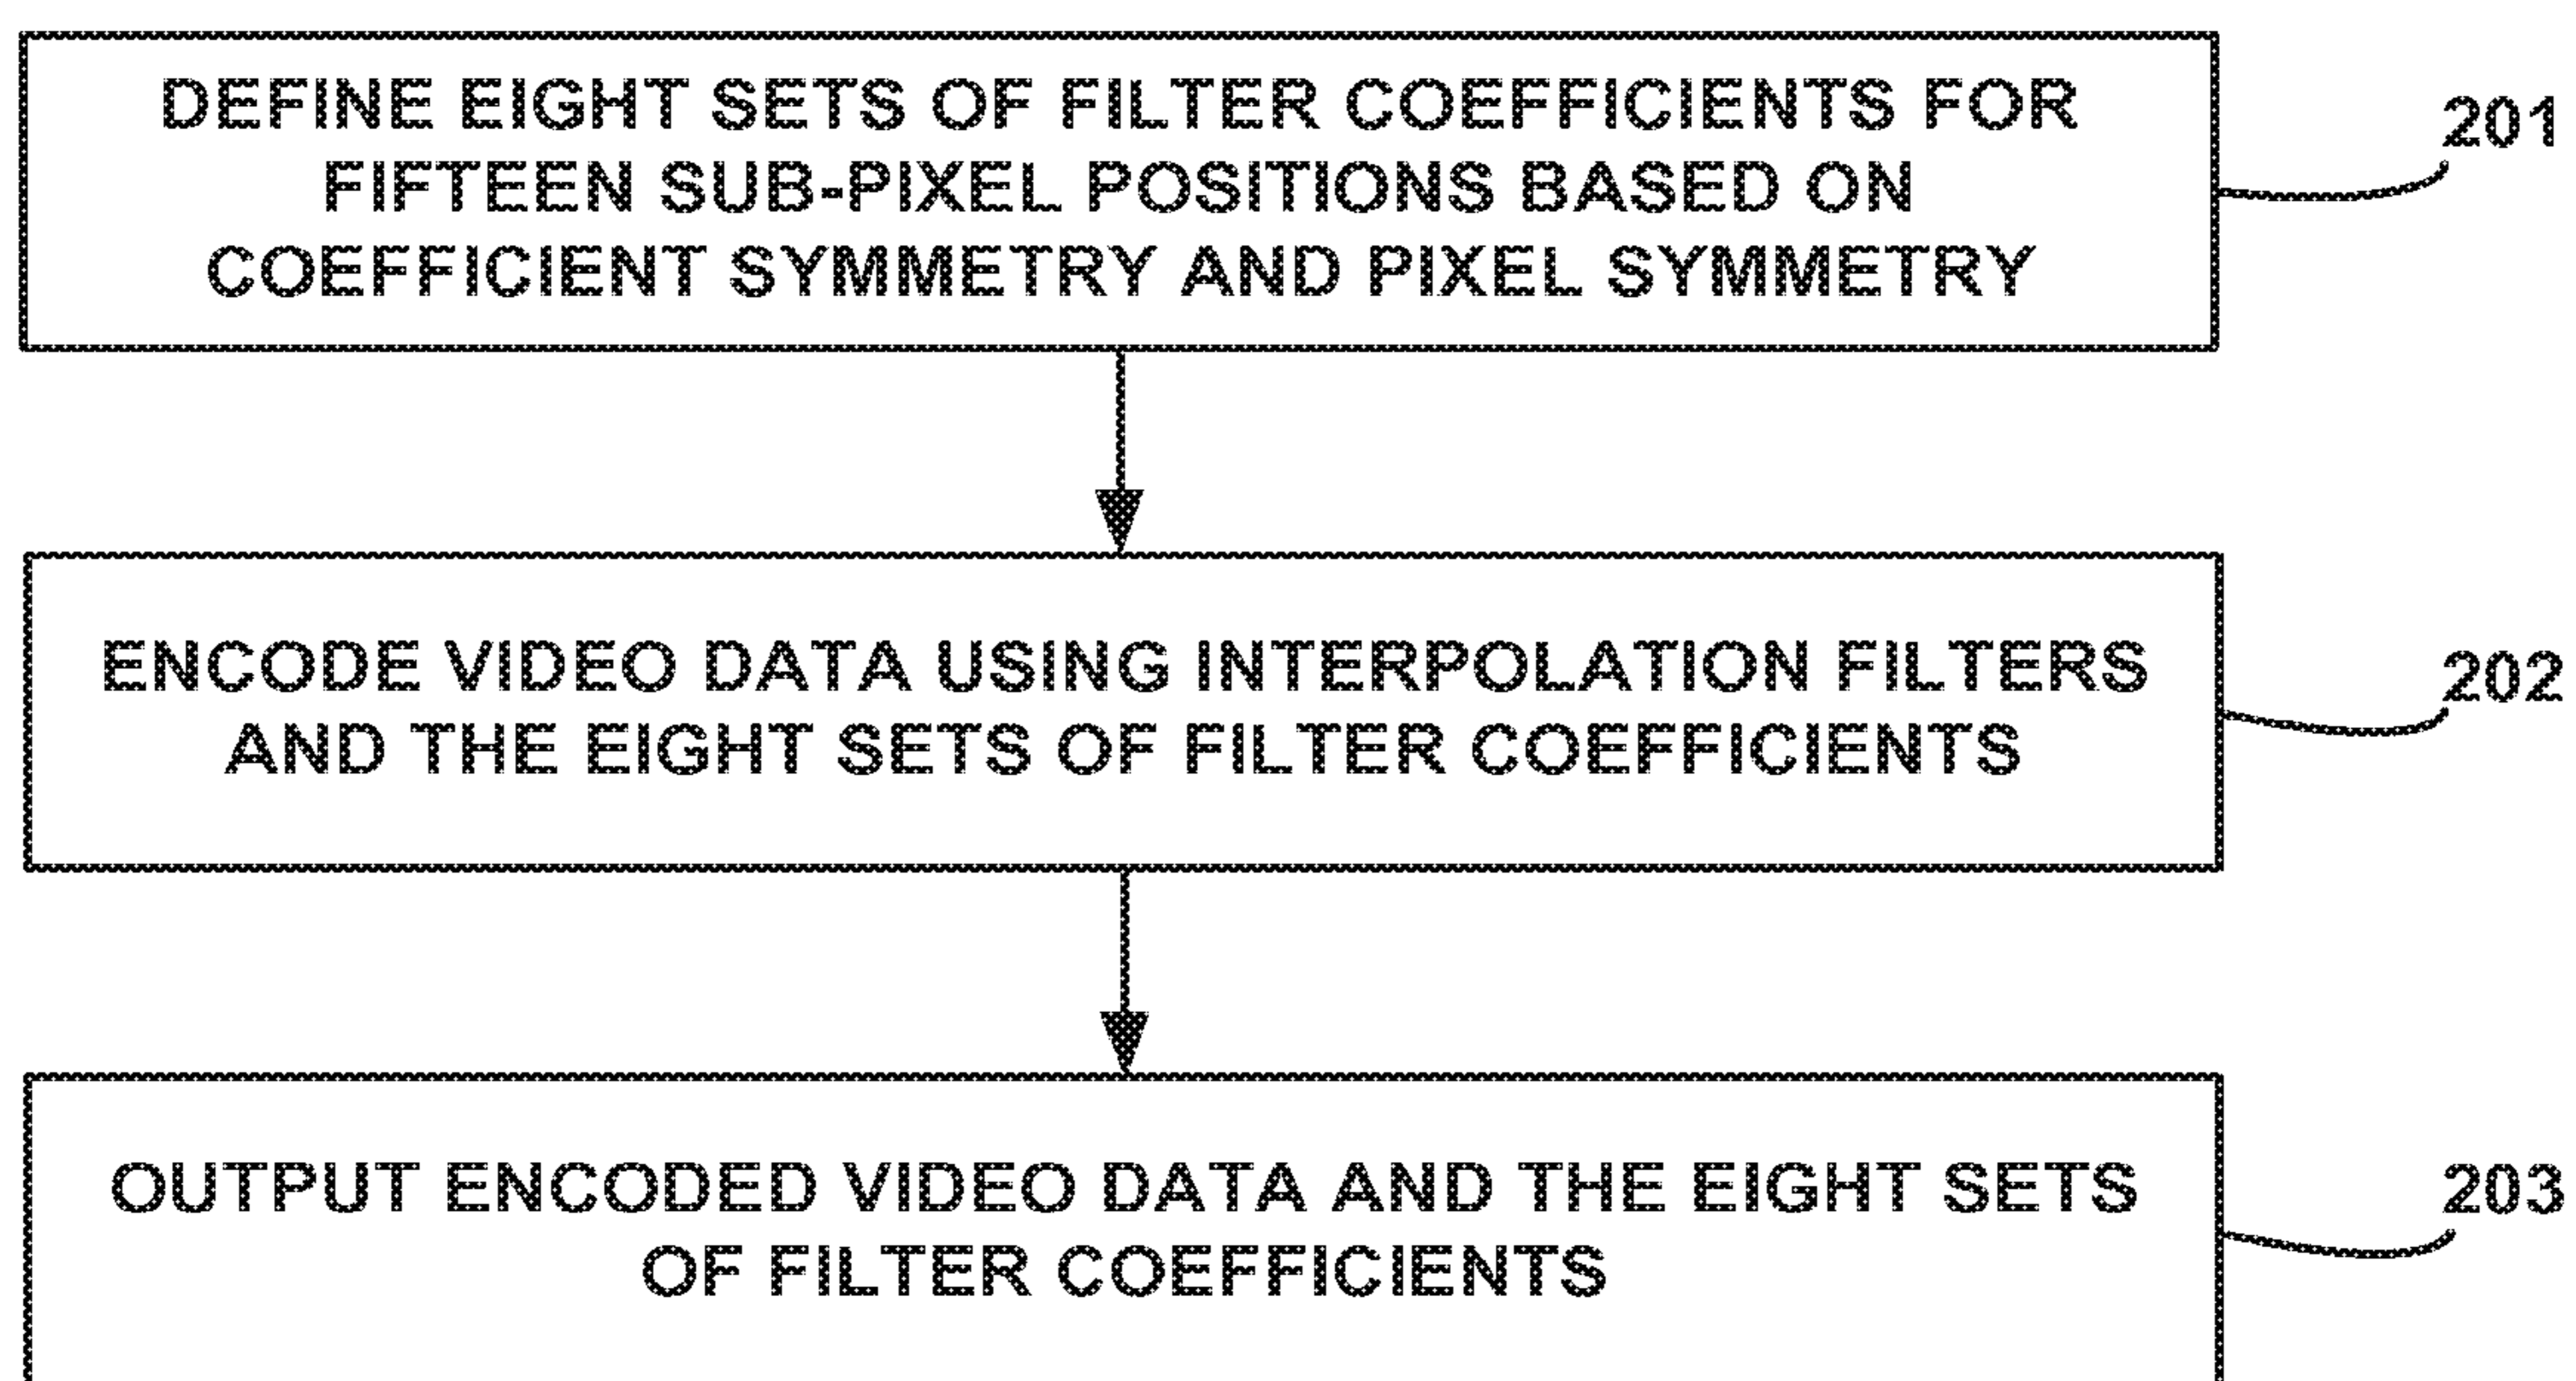 DEFINE EIGHT SETS OF FILTER COEFFICIENTS FOR
FIFTEEN SUB-PIXEL POSITIONS BASED ON
COEFFICIENT SYMMETRY AND PIXEL SYMMETRY
201
ENCODE VIDEO DATA USING INTERPOLATION FILTERS
AND THE EIGHT SETS OF FILTER COEFFICIENTS
202
OUTPUT ENCODED VIDEO DATA AND THE EIGHT SETS
OF FILTER COEFFICIENTS
203